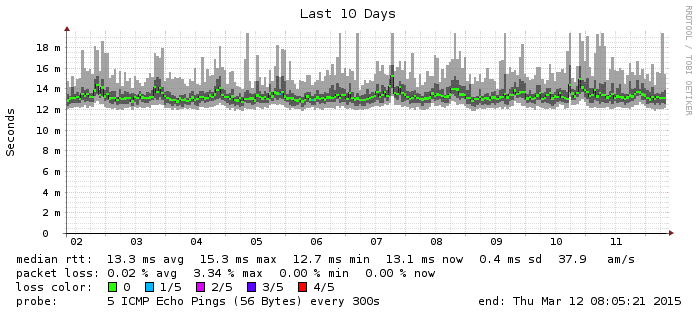 Last 10 Days
RRDTOOL / TOBI OETIKER
Seconds
18 m
16 m
14 m
12 m
10 m
8 m
6 m
4 m
2 m
0
02 03 04 05 06 07 08 09 10 11
median rtt: 13.3 ms avg 15.3 ms max 12.7 ms min 13.1 ms now 0.4 ms sd 37.9 am/s
packet loss: 0.02 % avg 3.34 % max 0.00 % min 0.00 % now
loss color: 0 1/5 2/5 3/5 4/5
probe: 5 ICMP Echo Pings (56 Bytes) every 300s end: Thu Mar 12 08:05:21 2015